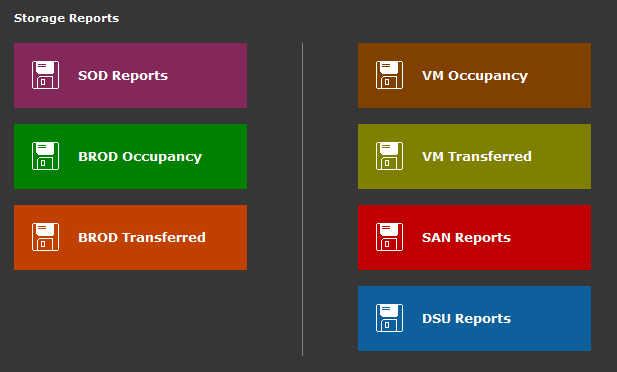 Storage Reports
SOD Reports
BROD Occupancy
BROD Transferred
VM Occupancy
VM Transferred
SAN Reports
DSU Reports